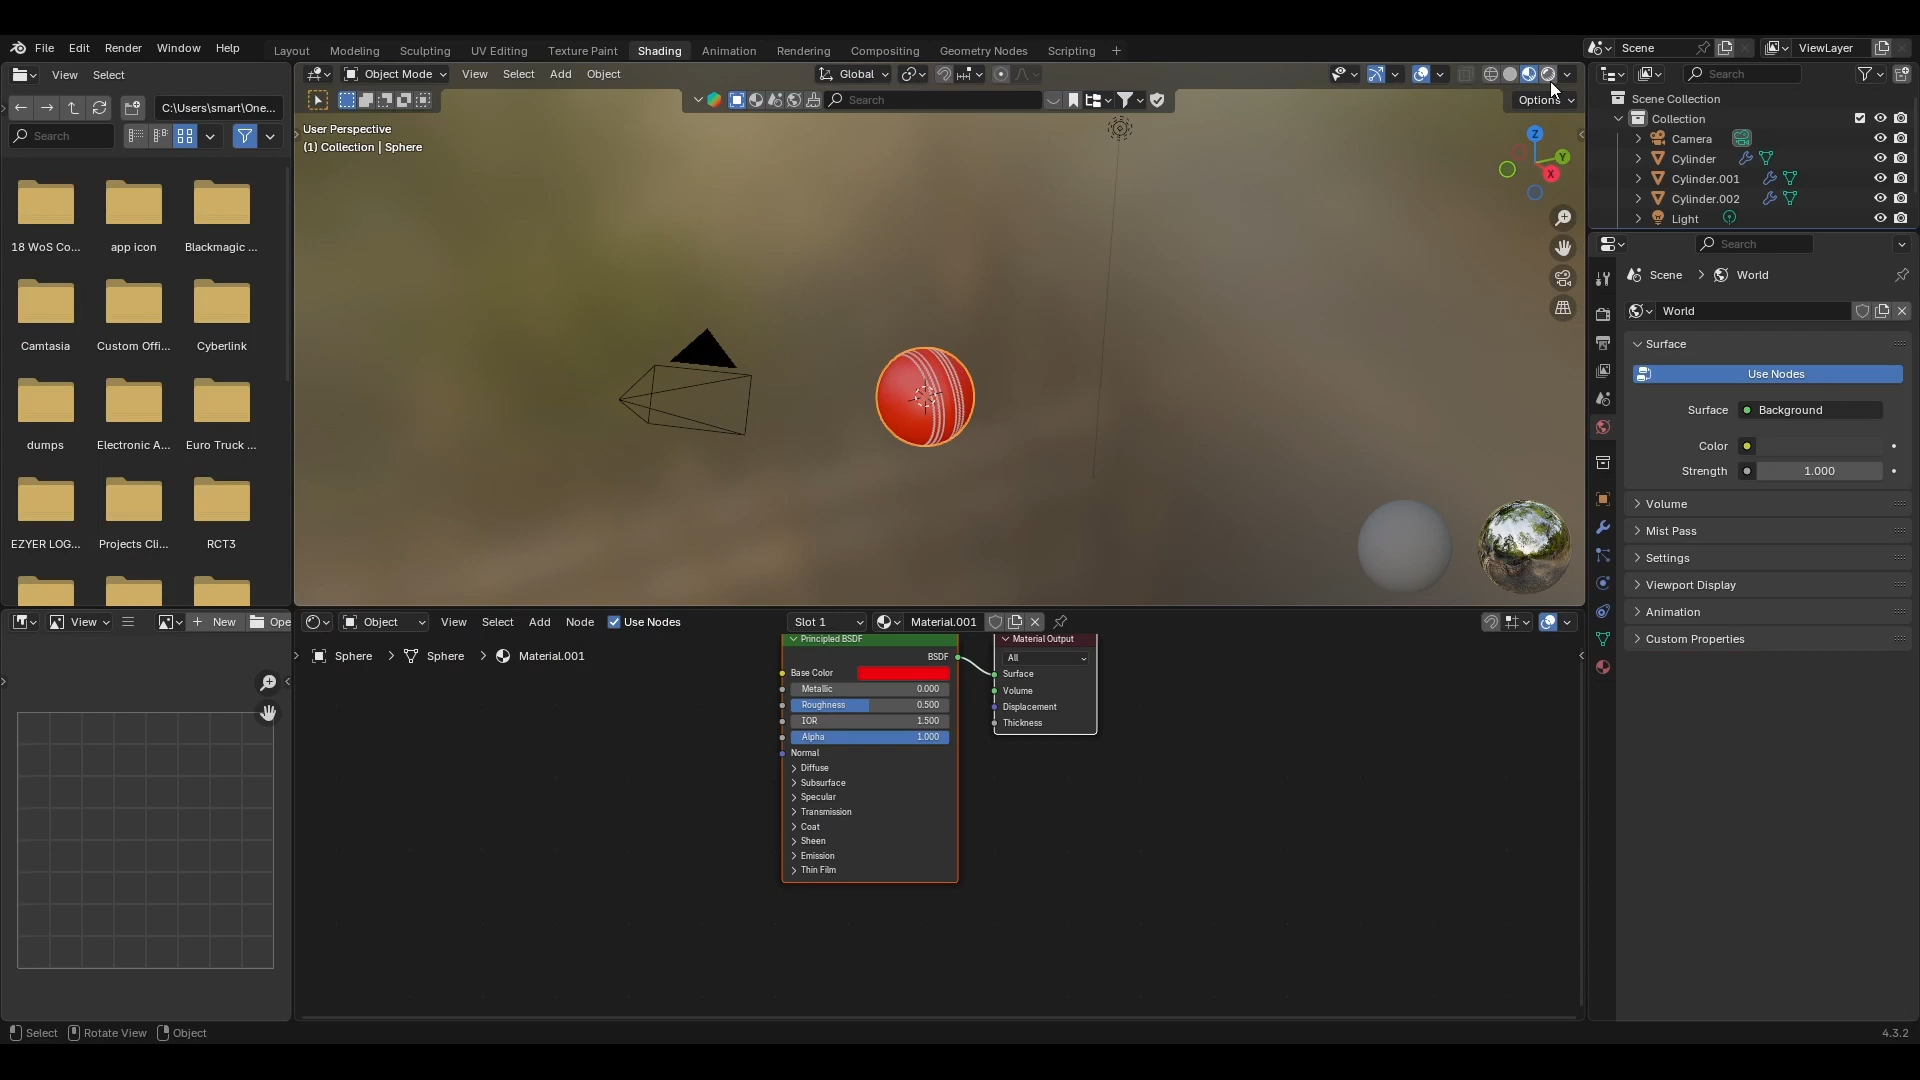 File Edit Render Window Help
Layout Modeling Sculpting UV Editing Texture Paint Shading Animation Rendering Compositing Geometry Nodes Scripting +
Scene
ViewLayer
View Select
C:\Users\smart\One...
Search
18 WoS Co... app icon Blackmagic ...
Camtasia Custom Offi... Cyberlink
dumps Electronic A... Euro Truck ...
EZYER LOG... Projects Cli... RCT3
Object Mode View Select Add Object
Global
Search
Options
User Perspective
(1) Collection | Sphere
Z
Y
X
Search
Scene Collection
Collection
Camera
Cylinder
Cylinder.001
Cylinder.002
Light
Search
Scene > World
World
Surface
Use Nodes
Surface Background
Color
Strength 1.000
Volume
Mist Pass
Settings
Viewport Display
Animation
Custom Properties
View
+ New Ope
Object View Select Add Node Use Nodes
Slot 1
Material.001
Sphere > Sphere > Material.001
Principled BSDF
BSDF
Base Color
Metallic 0.000
Roughness 0.500
IOR 1.500
Alpha 1.000
Normal
Diffuse
Subsurface
Specular
Transmission
Coat
Sheen
Emission
Thin Film
Material Output
All
Surface
Volume
Displacement
Thickness
Select Rotate View Object
4.3.2